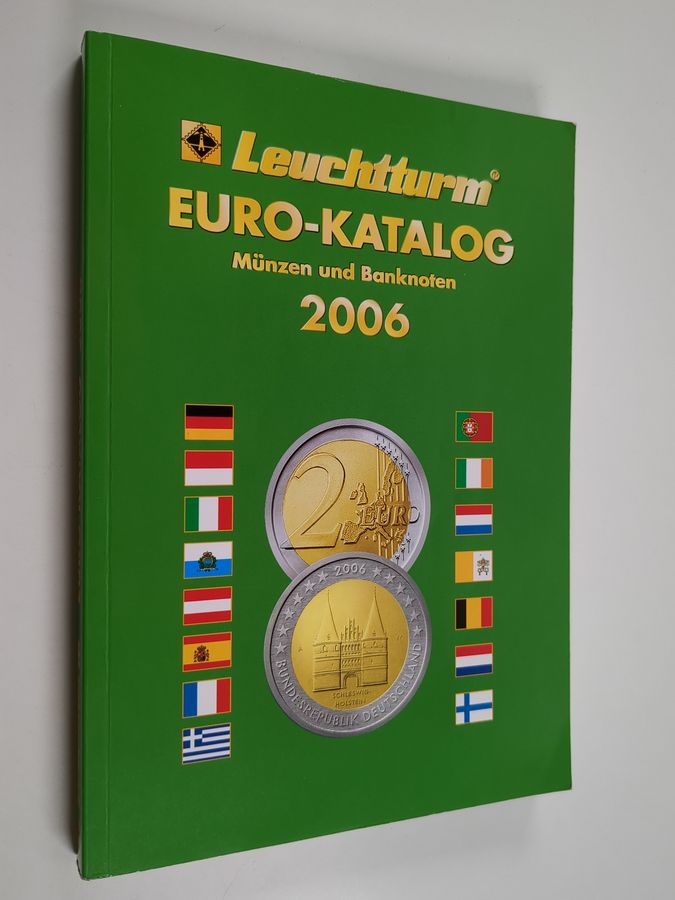 Leuchtturm®
EURO-KATALOG
Münzen und Banknoten
2006
2 EURO
2006
SCHLESWIG-
HOLSTEIN
BUNDESREPUBLIK DEUTSCHLAND